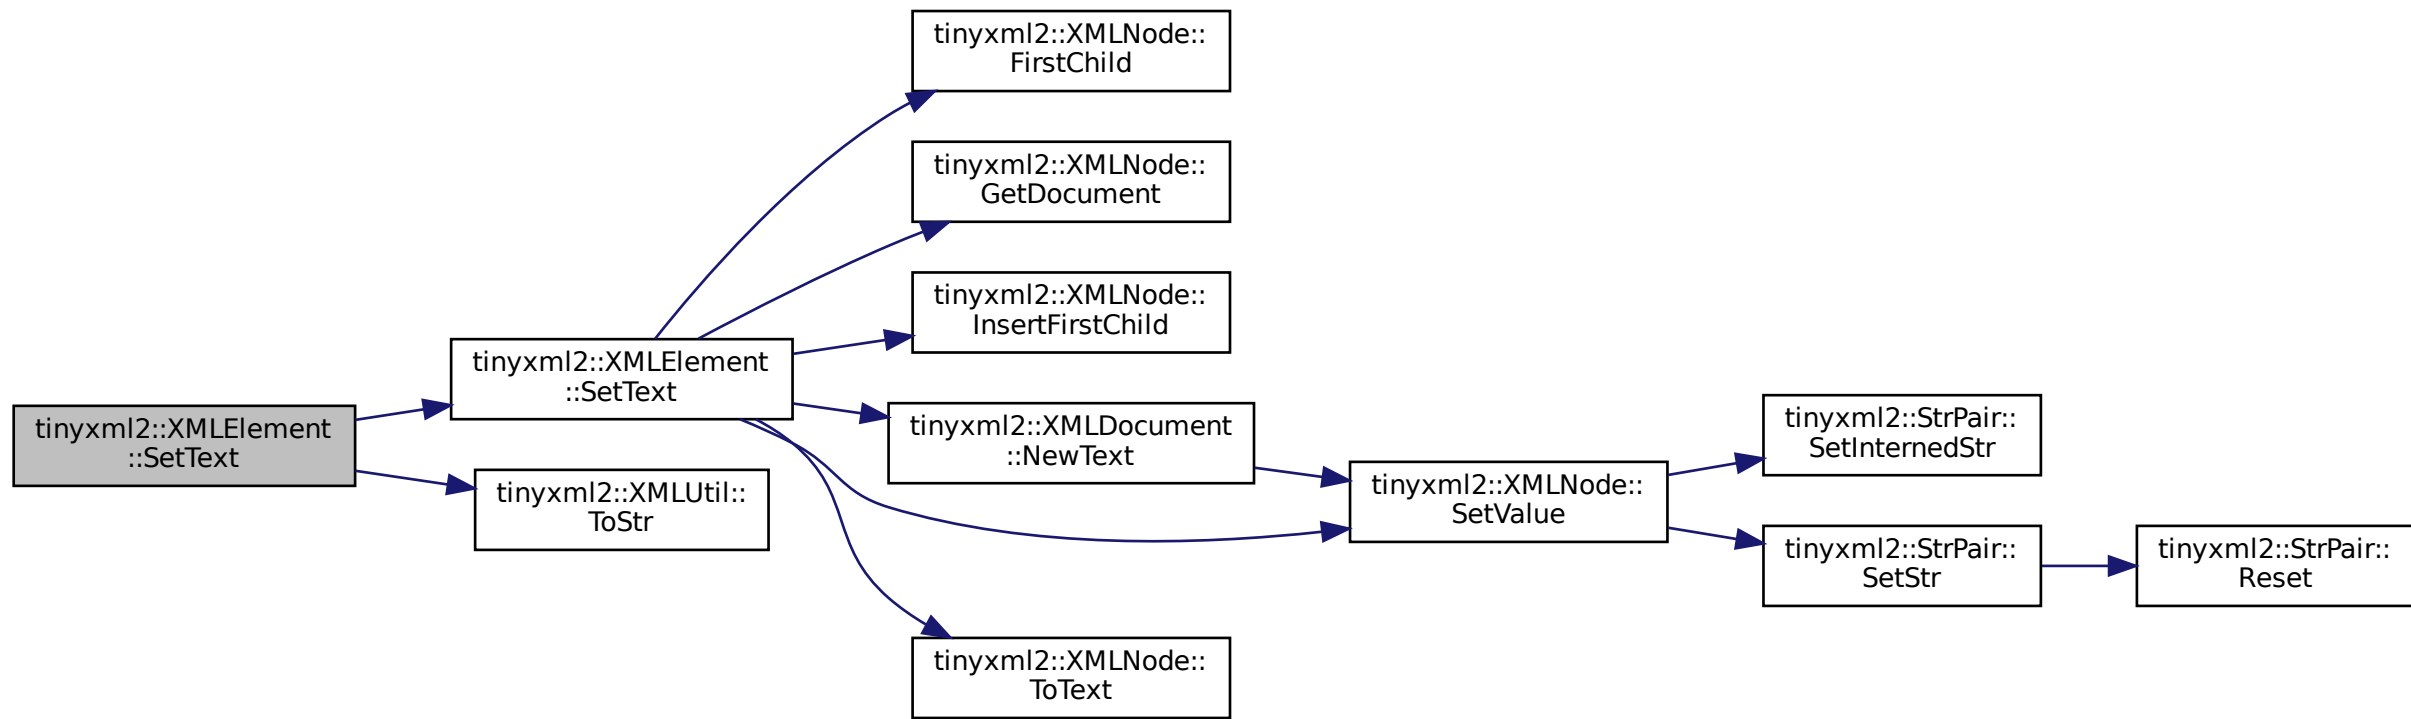 tinyxml2::XMLElement
::SetText
tinyxml2::XMLElement
::SetText
tinyxml2::XMLUtil::
ToStr
tinyxml2::XMLNode::
FirstChild
tinyxml2::XMLNode::
GetDocument
tinyxml2::XMLNode::
InsertFirstChild
tinyxml2::XMLDocument
::NewText
tinyxml2::XMLNode::
ToText
tinyxml2::XMLNode::
SetValue
tinyxml2::StrPair::
SetInternedStr
tinyxml2::StrPair::
SetStr
tinyxml2::StrPair::
Reset